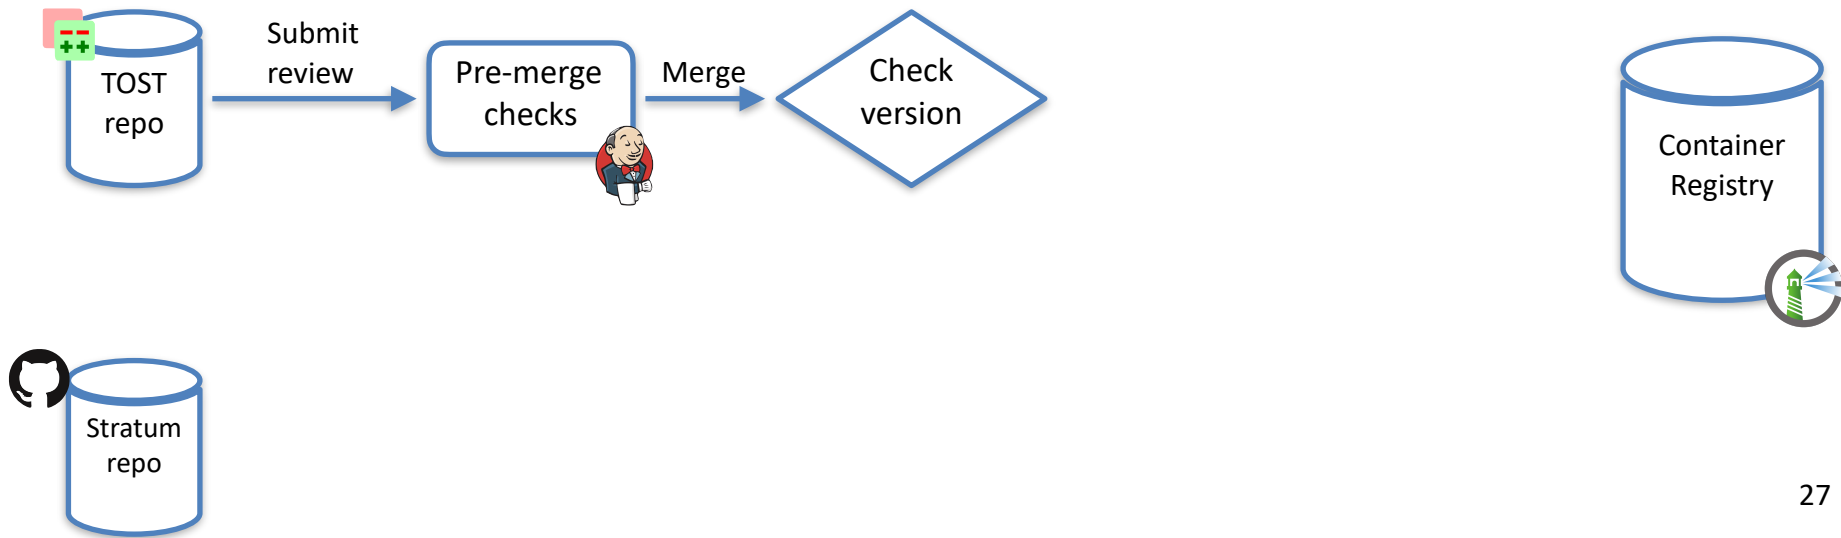 TOST
repo
Submit
review
Pre-merge
checks
Merge
Check
version
Container
Registry
Stratum
repo
27